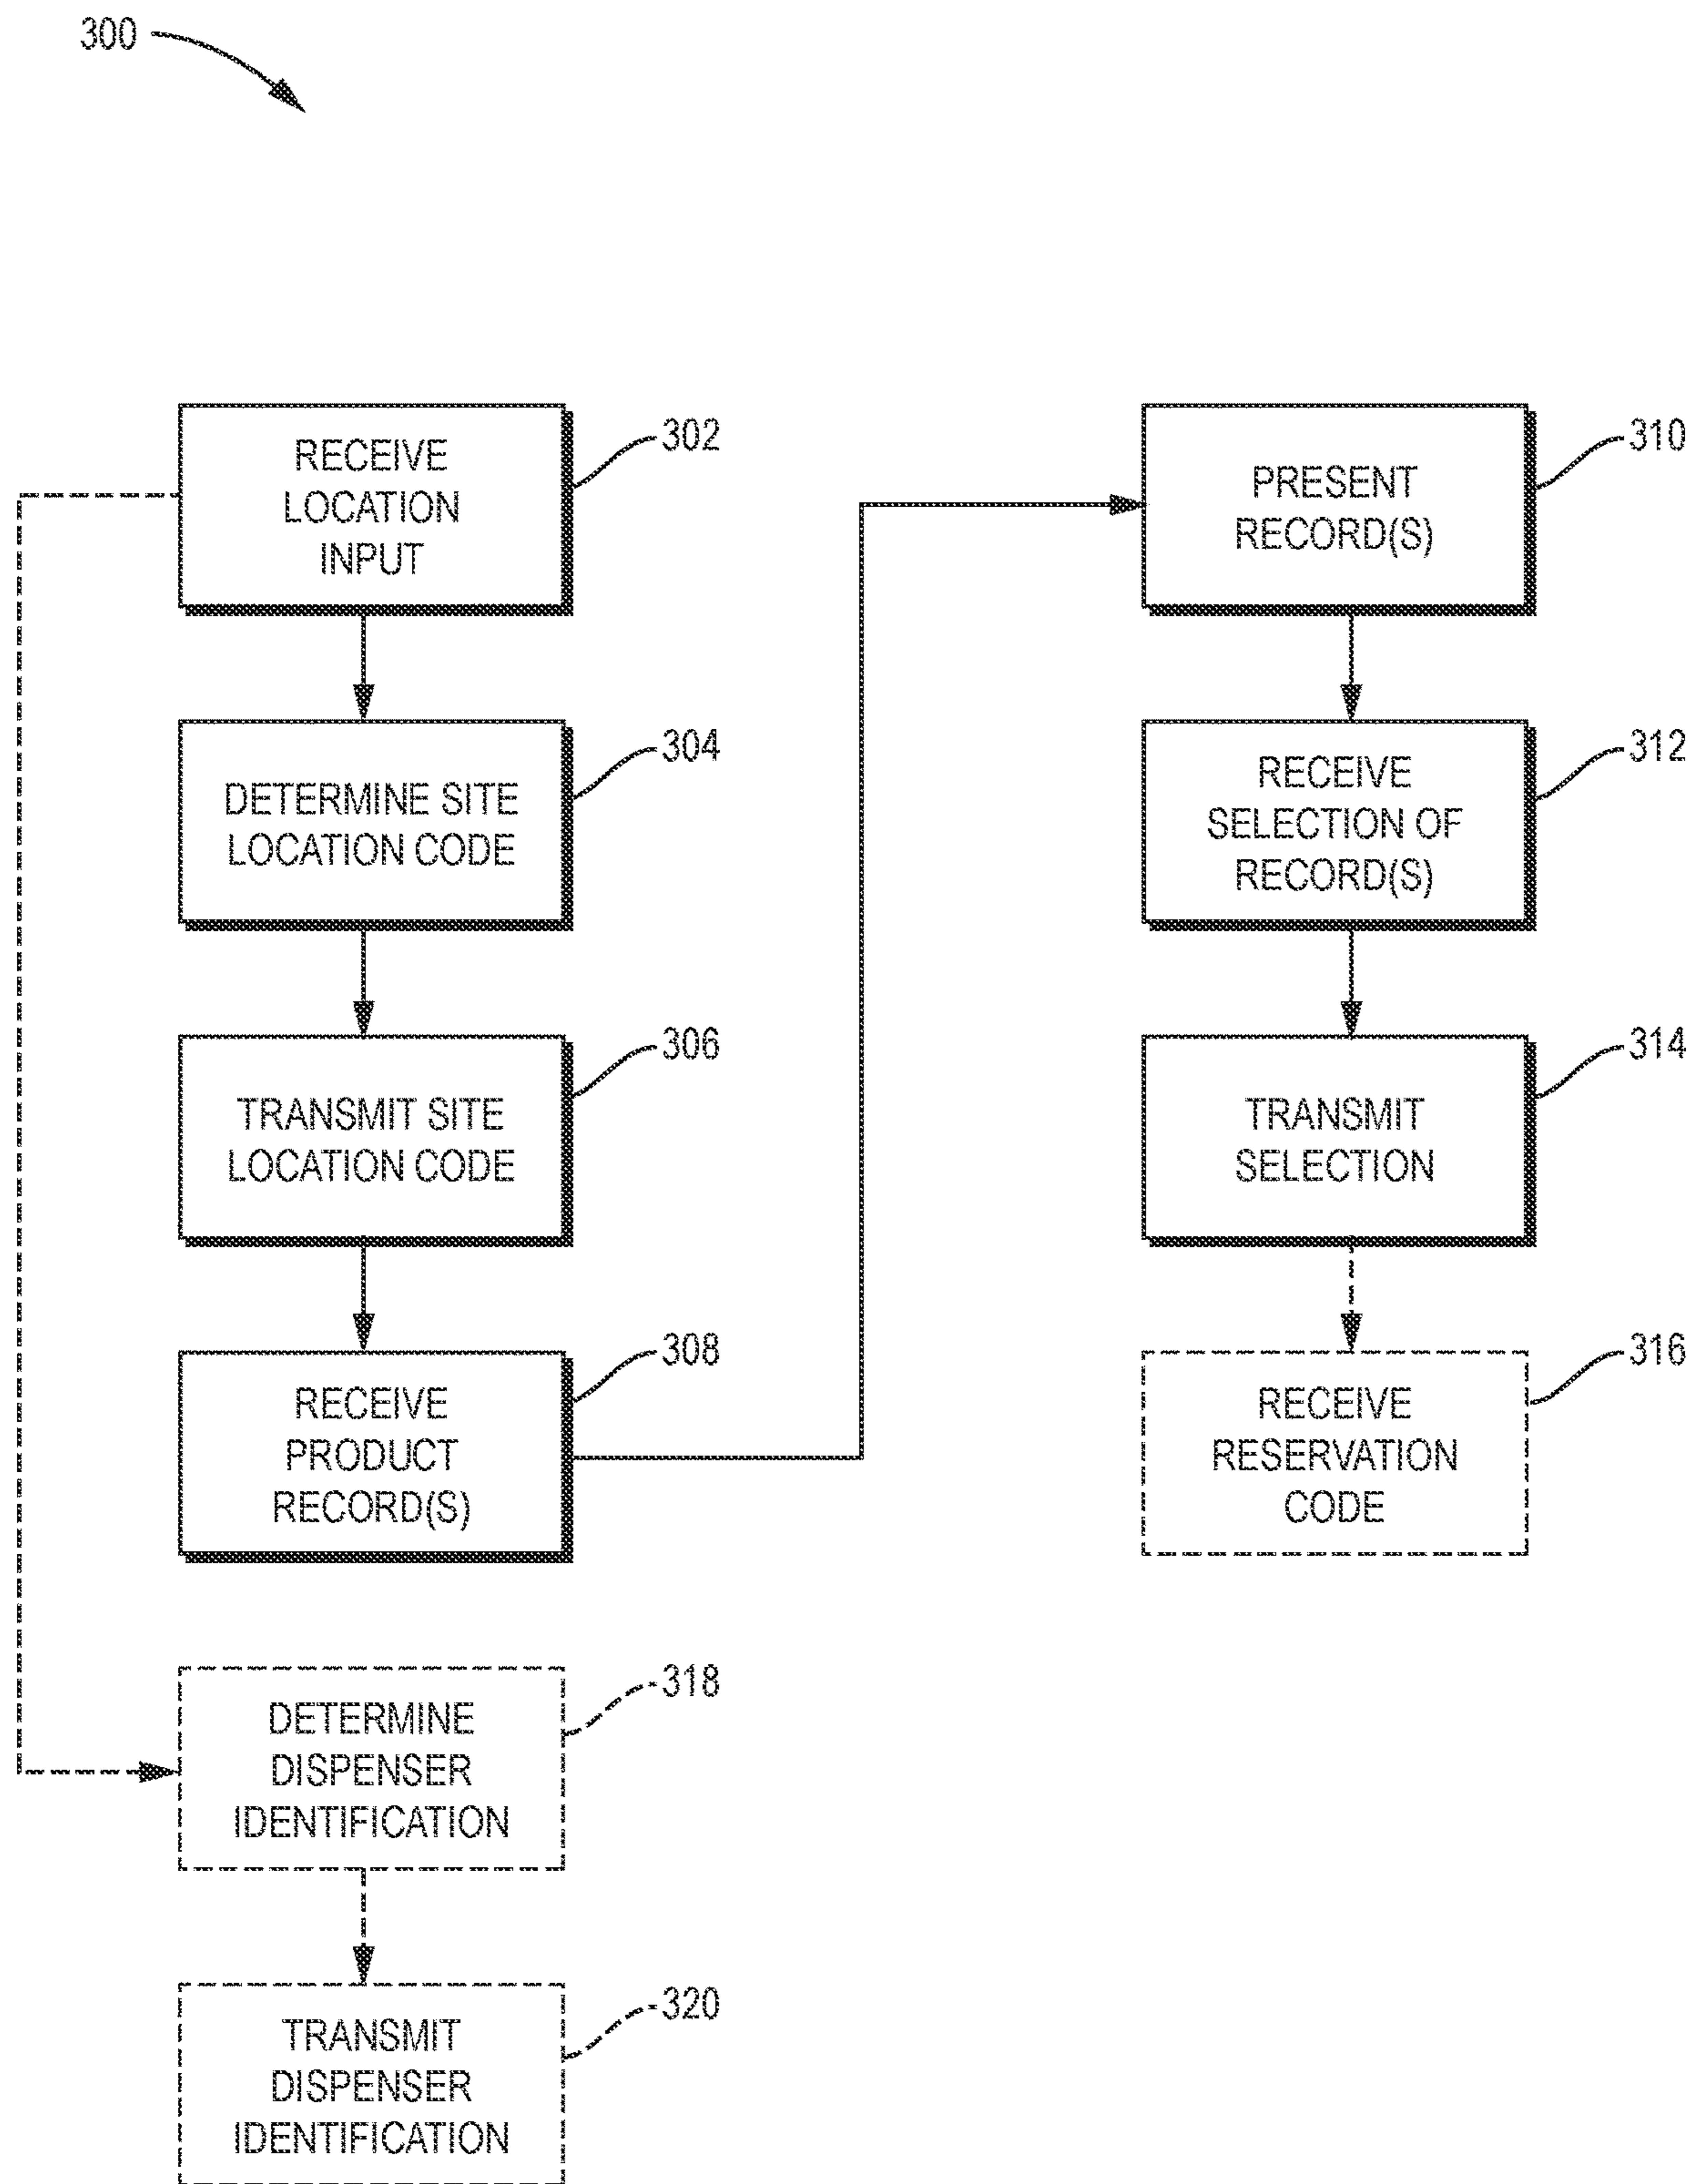 300
RECEIVE
LOCATION
INPUT
302
DETERMINE SITE
LOCATION CODE
304
TRANSMIT SITE
LOCATION CODE
306
RECEIVE
PRODUCT
RECORD(S)
308
PRESENT
RECORD(S)
310
RECEIVE
SELECTION OF
RECORD(S)
312
TRANSMIT
SELECTION
314
RECEIVE
RESERVATION
CODE
316
DETERMINE
DISPENSER
IDENTIFICATION
318
TRANSMIT
DISPENSER
IDENTIFICATION
320